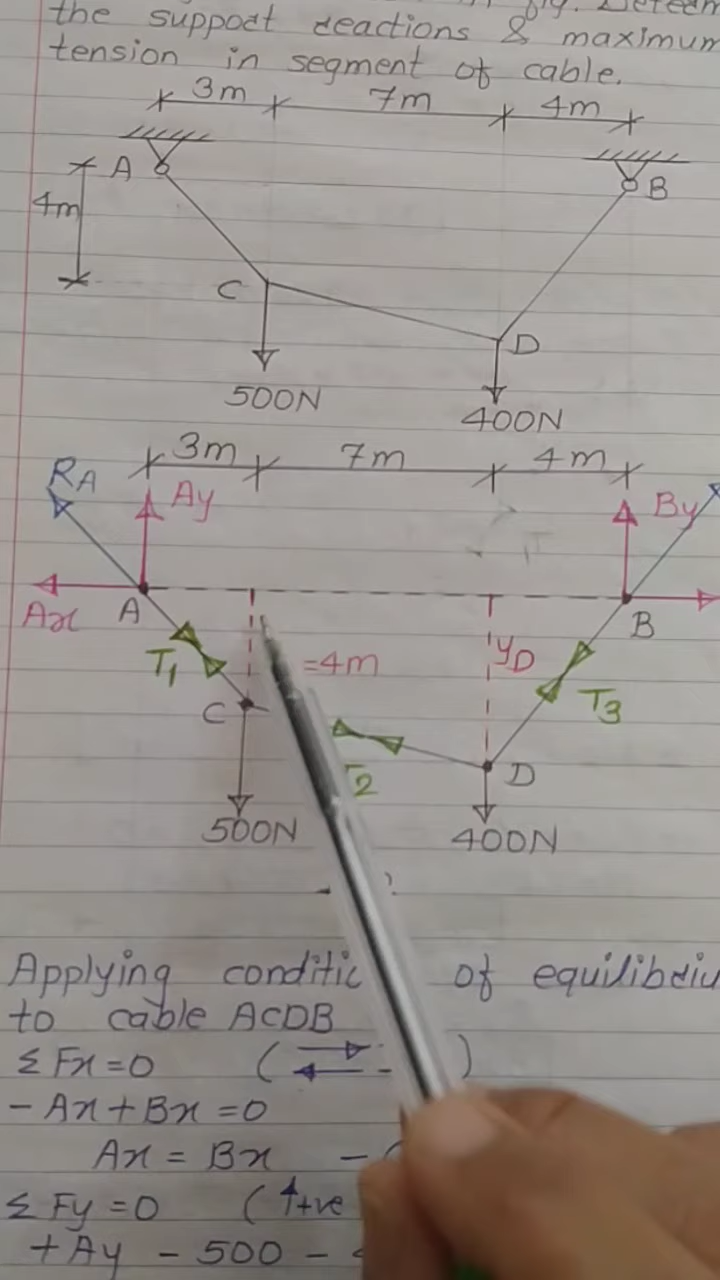 the support reactions & maximum
tension in segment of cable.
3m 7m 4m
A
B
4m
C
D
500N
400N
3m 7m 4m
RA
Ay
By
Ax
A
B
T1
=4m
yD
T3
C
T2
D
500N
400N
Applying of
to cable ACDB
ΣFx=0 ( )
-Ax+Bx=0
Ax = Bx -
ΣFy=0 (↑+ve
+Ay - 500 -